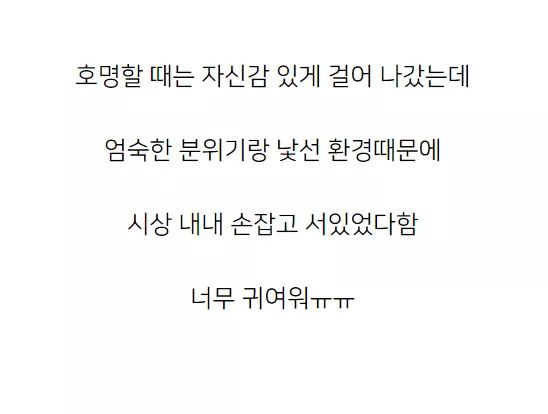 호명할 때는 자신감 있게 걸어 나갔는데
엄숙한 분위기랑 낯선 환경때문에
시상 내내 손잡고 서있었다함
너무 귀여워ㅠㅠ